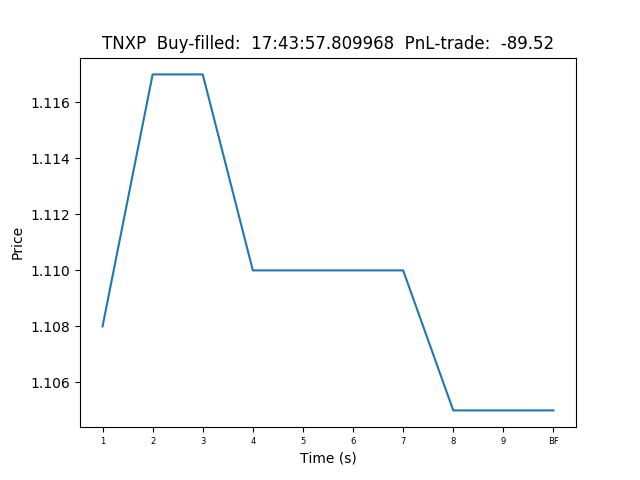 TNXP  Buy-filled:  17:43:57.809968  PnL-trade:  -89.52
1.116
1.114
1.112
1.110
1.108
1.106
Price
1 2 3 4 5 6 7 8 9 BF
Time (s)